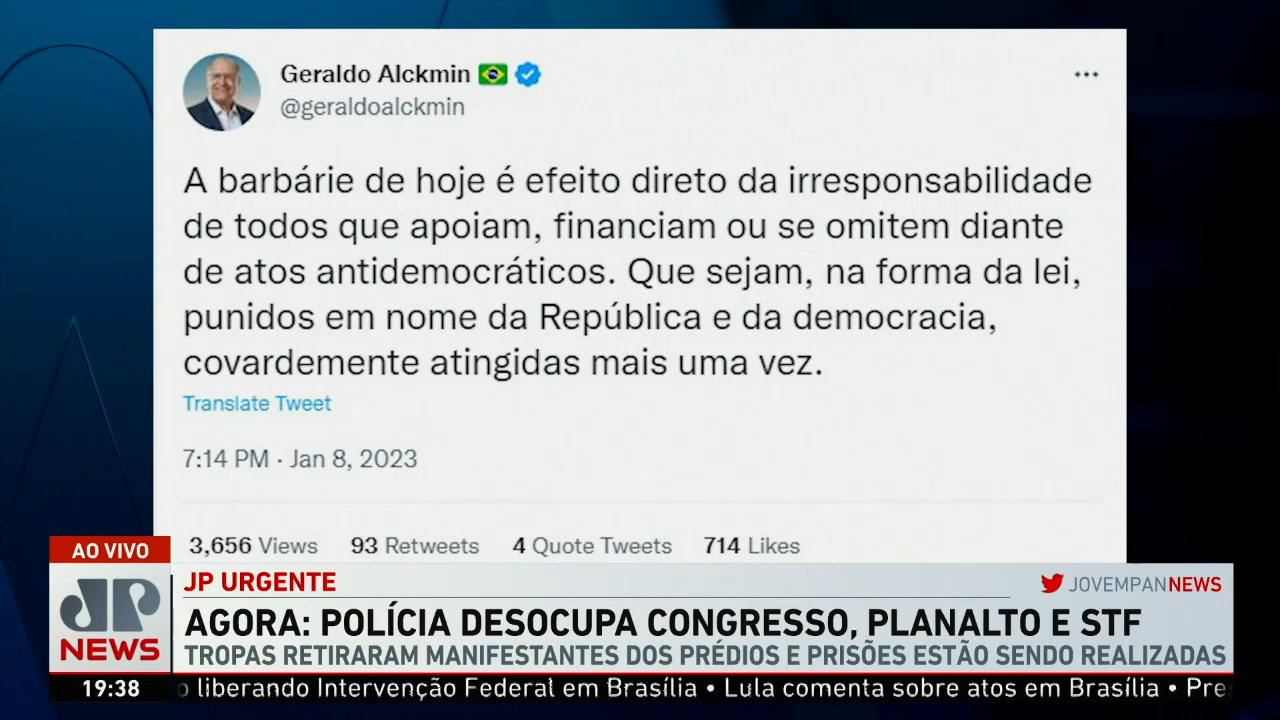 Geraldo Alckmin
@geraldoalckmin
A barbárie de hoje é efeito direto da irresponsabilidade
de todos que apoiam, financiam ou se omitem diante
de atos antidemocráticos. Que sejam, na forma da lei,
punidos em nome da República e da democracia,
covardemente atingidas mais uma vez.
Translate Tweet
7:14 PM · Jan 8, 2023
3,656 Views 93 Retweets 4 Quote Tweets 714 Likes
AO VIVO
JP NEWS
JP URGENTE
JOVEMPANNEWS
AGORA: POLÍCIA DESOCUPA CONGRESSO, PLANALTO E STF
TROPAS RETIRARAM MANIFESTANTES DOS PRÉDIOS E PRISÕES ESTÃO SENDO REALIZADAS
19:38
o liberando Intervenção Federal em Brasília • Lula comenta sobre atos em Brasília • Pres